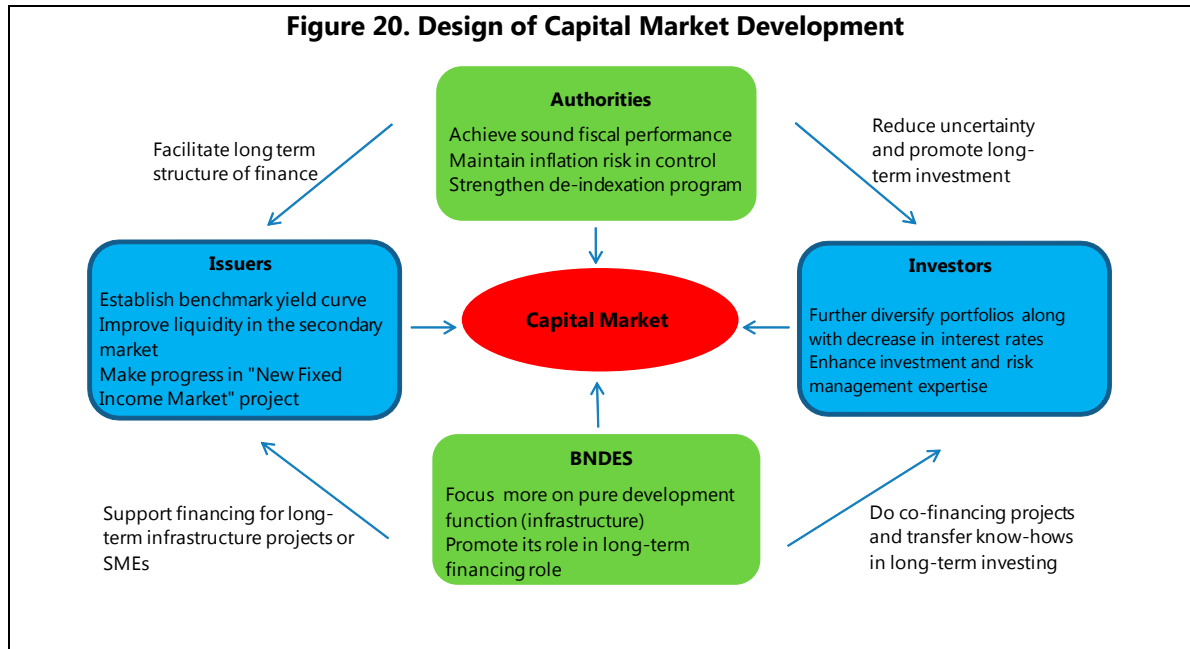 Figure 20. Design of Capital Market Development
Authorities
Achieve sound fiscal performance
Maintain inflation risk in control
Strengthen de-indexation program
Facilitate long term
structure of finance
Reduce uncertainty
and promote long-
term investment
Issuers
Establish benchmark yield curve
Improve liquidity in the secondary
market
Make progress in "New Fixed
Income Market" project
Capital Market
Investors
Further diversify portfolios along
with decrease in interest rates
Enhance investment and risk
management expertise
BNDES
Focus more on pure development
function (infrastructure)
Promote its role in long-term
financing role
Support financing for long-
term infrastructure projects or
SMEs
Do co-financing projects
and transfer know-hows
in long-term investing